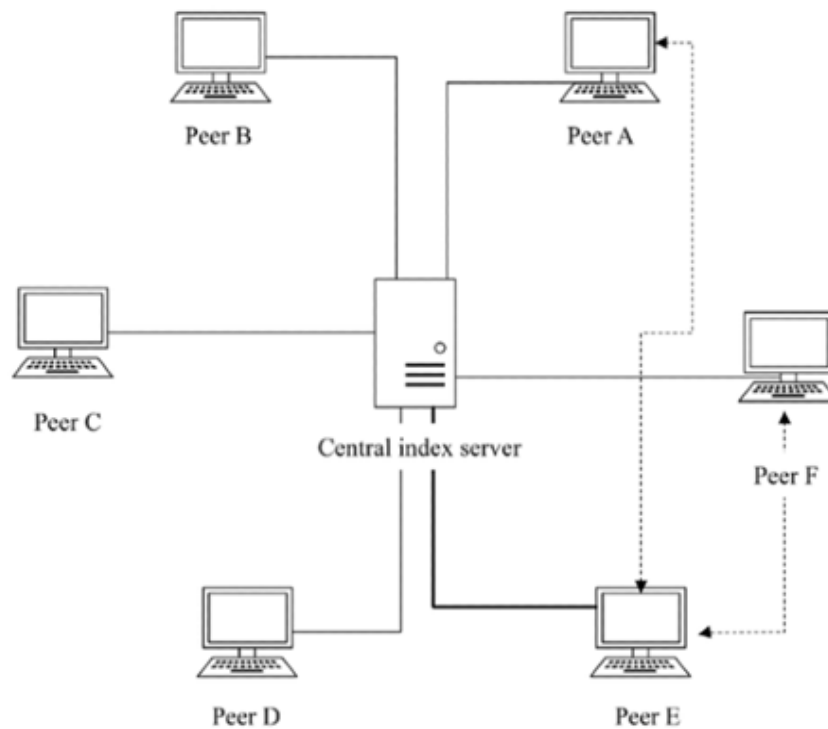 Peer B
Peer A
Peer C
Central index server
Peer F
Peer D
Peer E